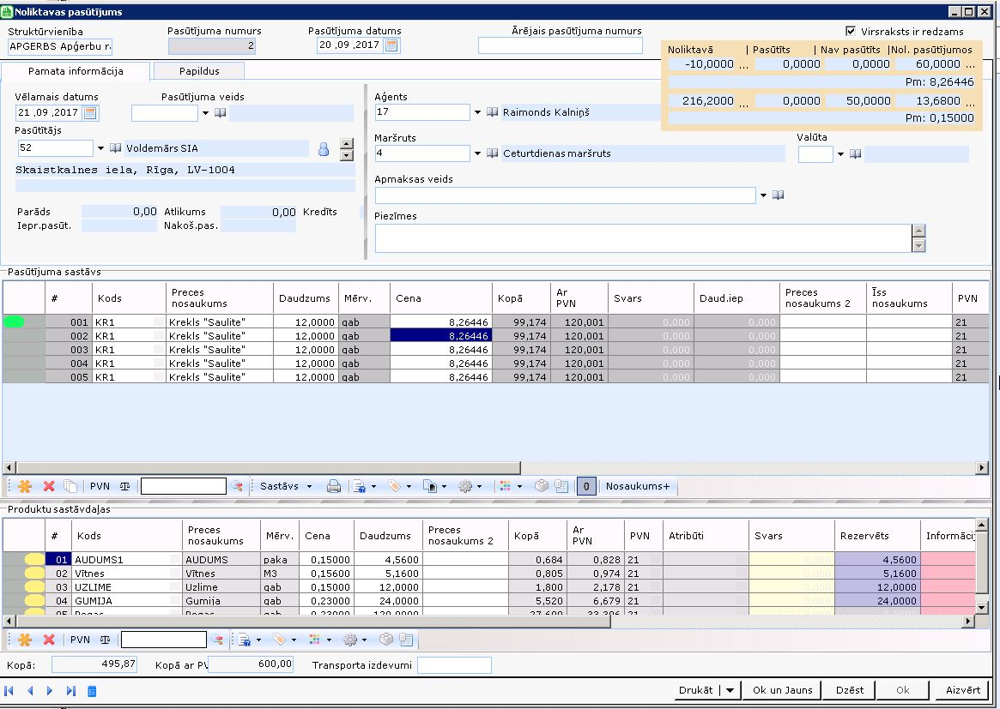 Noliktavas pasūtījums
Struktūrvienība
Pasūtījuma numurs
Pasūtījuma datums
Ārējais pasūtījuma numurs
Virsraksts ir redzams
APGERBS Apģērbu r.
2
20 ,09 ,2017
Noliktavā | Pasūtīts | Nav pasūtīts |Nol. pasūtījumos
-10,0000 ... 0,0000 0,0000 60,0000 ...
Pm: 8,26446
216,2000 ... 0,0000 50,0000 13,6800 ...
Pm: 0,15000
Pamata informācija
Papildus
Vēlamais datums
Pasūtījuma veids
21 ,09 ,2017
Pasūtītājs
52
Voldemārs SIA
Skaistkalnes iela, Rīga, LV-1004
Parāds 0,00 Atlikums 0,00 Kredīts
Iepr.pasūt. Nakoš.pas.
Aģents
17
Raimonds Kalniņš
Maršruts
4
Ceturtdienas maršruts
Valūta
Apmaksas veids
Piezīmes
Pasūtījuma sastāvs
# Kods Preces nosaukums Daudzums Mērv. Cena Kopā Ar PVN Svars Daud.iep Preces nosaukums 2 Īss nosaukums PVN
001 KR1 Krekls "Saulite" 12,0000 gab 8,26446 99,174 120,001 0,000 0,000 21
002 KR1 Krekls "Saulite" 12,0000 gab 8,26446 99,174 120,001 0,000 0,000 21
003 KR1 Krekls "Saulite" 12,0000 gab 8,26446 99,174 120,001 0,000 0,000 21
004 KR1 Krekls "Saulite" 12,0000 gab 8,26446 99,174 120,001 0,000 0,000 21
005 KR1 Krekls "Saulite" 12,0000 gab 8,26446 99,174 120,001 0,000 0,000 21
PVN Sastāvs 0 Nosaukums+
Produktu sastāvdaļas
# Kods Preces nosaukums Mērv. Cena Daudzums Preces nosaukums 2 Kopā Ar PVN PVN Atribūti Svars Rezervēts Informācij
01 AUDUMS1 AUDUMS paka 0,15000 4,5600 0,684 0,828 21 0,000 4,5600
02 Vītnes Vītnes M3 0,15600 5,1600 0,805 0,974 21 0,000 5,1600
03 UZLIME Uzlime gab 0,15000 12,0000 1,800 2,178 21 0,000 12,0000
04 GUMIJA Gumija gab 0,23000 24,0000 5,520 6,679 21 0,000 24,0000
05 Pogas Pogas gab 0,23000 120,0000 27,600 33,396 21
PVN
Kopā: 495,87 Kopā ar PV 600,00 Transporta izdevumi
Drukāt Ok un Jauns Dzēst Ok Aizvērt